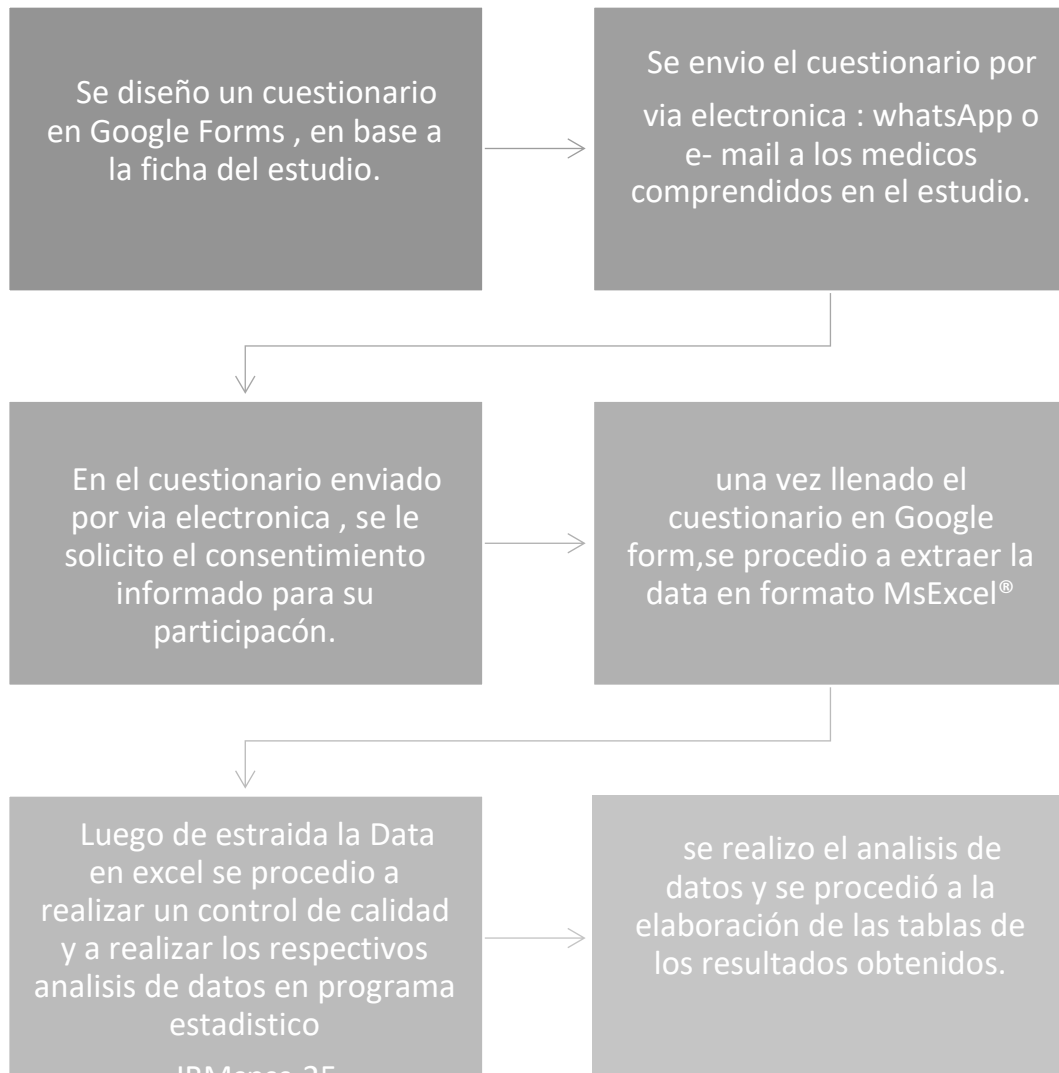 Se diseño un cuestionario
en Google Forms , en base a
la ficha del estudio.
Se envio el cuestionario por
via electronica : whatsApp o
e- mail a los medicos
comprendidos en el estudio.
En el cuestionario enviado
por via electronica , se le
solicito el consentimiento
informado para su
participacón.
una vez llenado el
cuestionario en Google
form,se procedio a extraer la
data en formato MsExcel®
Luego de estraida la Data
en excel se procedio a
realizar un control de calidad
y a realizar los respectivos
analisis de datos en programa
estadistico
se realizo el analisis de
datos y se procedió a la
elaboración de las tablas de
los resultados obtenidos.